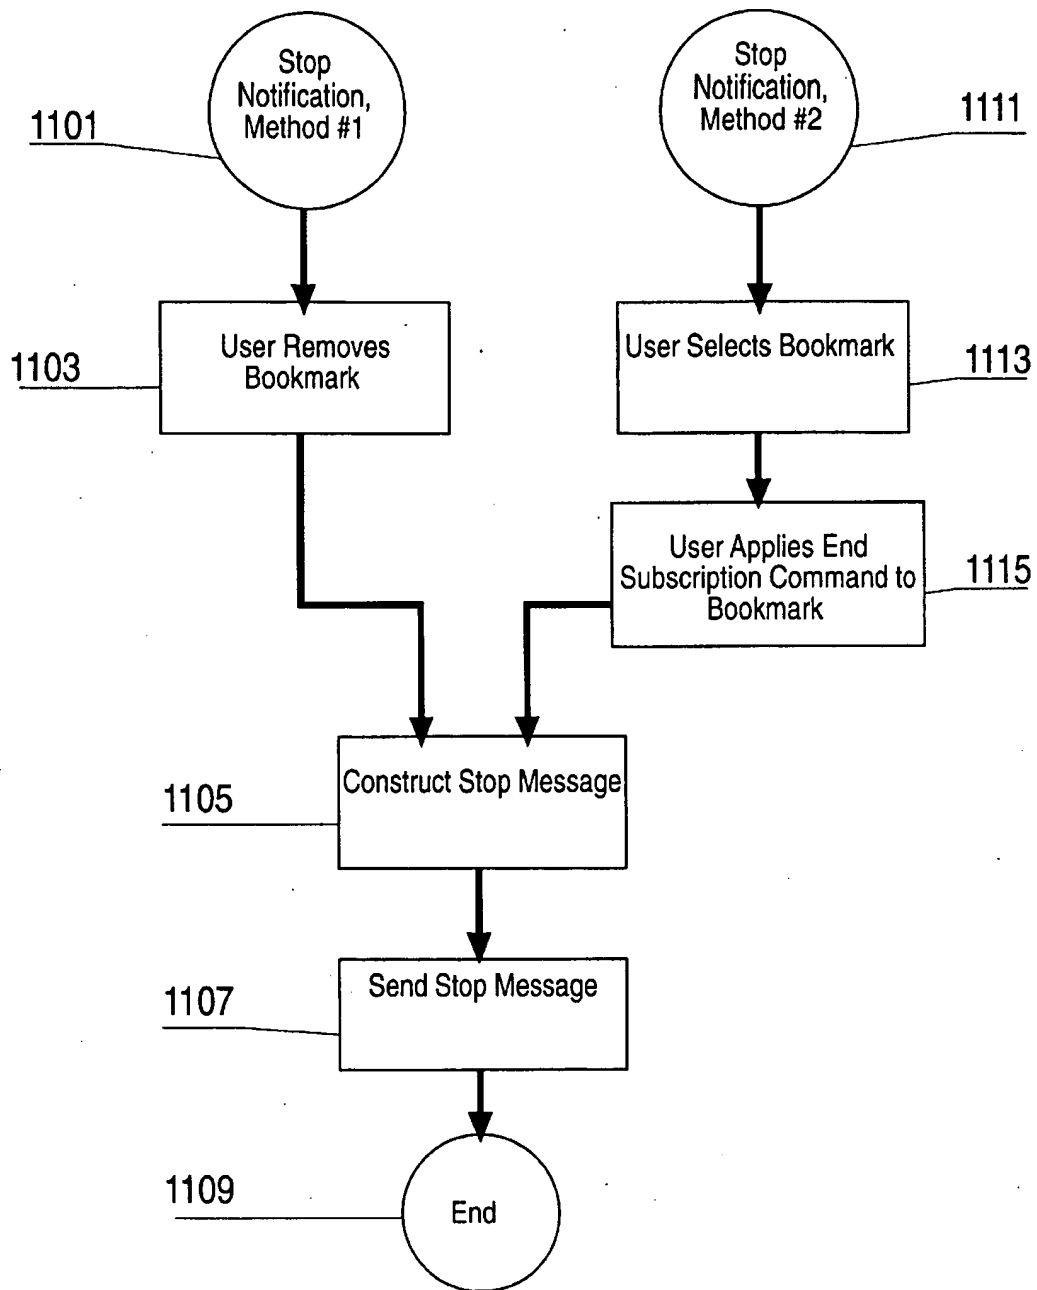 Stop
Notification,
Method #1
1101
Stop
Notification,
Method #2
1111
User Removes
Bookmark
1103
User Selects Bookmark
1113
User Applies End
Subscription Command to
Bookmark
1115
Construct Stop Message
1105
Send Stop Message
1107
End
1109